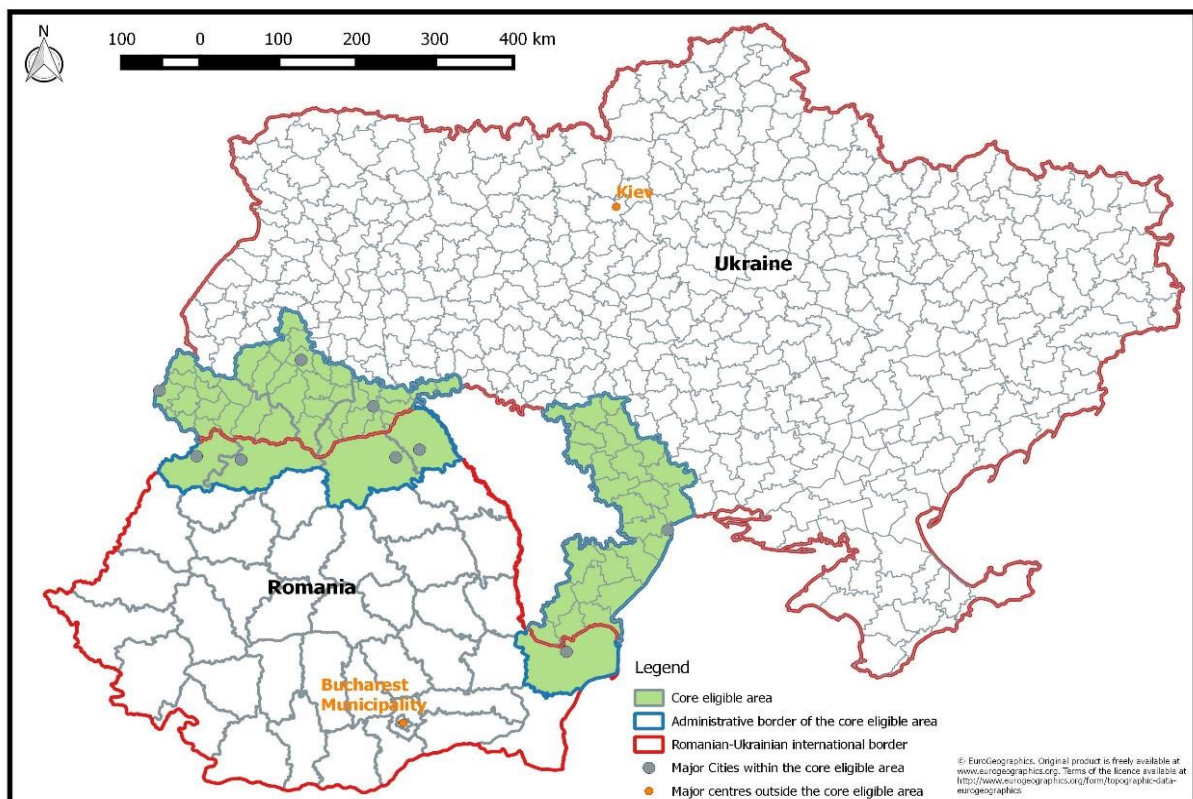 N
100 0 100 200 300 400 km
Kiev
Ukraine
Romania
Bucharest
Municipality
Legend
Core eligible area
Administrative border of the core eligible area
Romanian-Ukrainian international border
Major Cities within the core eligible area
Major centres outside the core eligible area
© EuroGeographics. Original product is freely available at
www.eurogeographics.org. Terms of the licence available at
http://www.eurogeographics.org/form/topographic-data-
eurogeographics